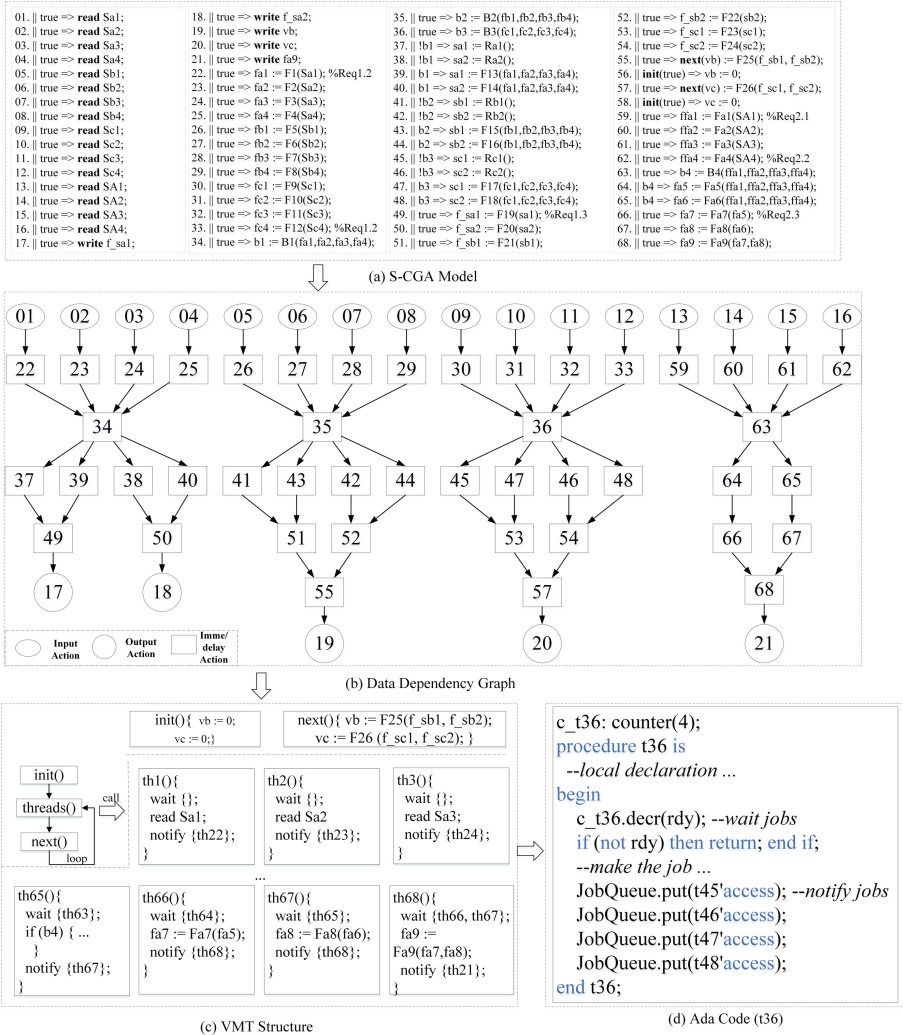 01. || true => read Sa1;
02. || true => read Sa2;
03. || true => read Sa3;
04. || true => read Sa4;
05. || true => read Sb1;
06. || true => read Sb2;
07. || true => read Sb3;
08. || true => read Sb4;
09. || true => read Sc1;
10. || true => read Sc2;
11. || true => read Sc3;
12. || true => read Sc4;
13. || true => read SA1;
14. || true => read SA2;
15. || true => read SA3;
16. || true => read SA4;
17. || true => write f_sa1;
18. || true => write f_sa2;
19. || true => write vb;
20. || true => write vc;
21. || true => write fa9;
22. || true => fa1 := F1(Sa1); %Req1.2
23. || true => fa2 := F2(Sa2)
24. || true => fa3 := F3(Sa3)
25. || true => fa4 := F4(Sa4)
26. || true => fb1 := F5(Sb1)
27. || true => fb2 := F6(Sb2)
28. || true => fb3 := F7(Sb3)
29. || true => fb4 := F8(Sb4)
30. || true => fc1 := F9(Sc1)
31. || true => fc2 := F10(Sc2)
32. || true => fc3 := F11(Sc3)
33. || true => fc4 := F12(Sc4) %Req1.2
34. || true => b1 := B1(fa1,fa2,fa3,fa4)
35. || true => b2 := B2(fb1,fb2,fb3,fb4)
36. || true => b3 := B3(fc1,fc2,fc3,fc4)
37. || !b1 => sa1 := Ra1();
38. || !b1 => sa2 := Ra2();
39. || b1 => sa1 := F13(fa1,fa2,fa3,fa4)
40. || b1 => sa2 := F14(fa1,fa2,fa3,fa4)
41. || !b2 => sb1 := Rb1();
42. || !b2 => sb2 := Rb2();
43. || b2 => sb1 := F15(fb1,fb2,fb3,fb4)
44. || b2 => sb2 := F16(fb1,fb2,fb3,fb4)
45. || !b3 => sc1 := Rc1();
46. || !b3 => sc2 := Rc2();
47. || b3 => sc1 := F17(fc1,fc2,fc3,fc4)
48. || b3 => sc2 := F18(fc1,fc2,fc3,fc4)
49. || true => f_sa1 := F19(sa1); %Req1.3
50. || true => f_sa2 := F20(sa2);
51. || true => f_sb1 := F21(sb1);
52. || true => f_sb2 := F22(sb2);
53. || true => f_sc1 := F23(sc1);
54. || true => f_sc2 := F24(sc2);
55. || true => next(vb) := F25(f_sb1, f_sb2);
56. || init(true) => vb := 0;
57. || true => next(vc) := F26(f_sc1, f_sc2);
58. || init(true) => vc := 0;
59. || true => ffa1 := Fa1(SA1); %Req2.1
60. || true => ffa2 := Fa2(SA2)
61. || true => ffa3 := Fa3(SA3)
62. || true => ffa4 := Fa4(SA4); %Req2.2
63. || true => b4 := B4(ffa1,ffa2,ffa3,ffa4)
64. || b4 => fa5 := Fa5(ffa1,ffa2,ffa3,ffa4);
65. || b4 => fa6 := Fa6(ffa1,ffa2,ffa3,ffa4);
66. || true => fa7 := Fa7(fa5); %Req2.3
67. || true => fa8 := Fa8(fa6);
68. || true => fa9 := Fa9(fa7,fa8);
(a) S-CGA Model
01 02 03 04 05 06 07 08 09 10 11 12 13 14 15 16
22 23 24 25 26 27 28 29 30 31 32 33 59 60 61 62
34 35 36 63
37 39 38 40 41 43 42 44 45 47 46 48 64 65
49 50 51 52 53 54 66 67
17 18 55 57 68
19 20 21
Input Action
Output Action
Imme/ delay Action
(b) Data Dependency Graph
init()
threads()
next()
loop
call
init(){ vb := 0;
vc := 0;}
next(){ vb := F25(f_sb1, f_sb2);
vc := F26 (f_sc1, f_sc2); }
th1(){
wait {};
read Sa1;
notify {th22};
}
th2(){
wait {};
read Sa2
notify {th23};
}
th3(){
wait {};
read Sa3;
notify {th24};
}
...
th65(){
wait {th63};
if (b4) { ...
}
notify {th67};
}
th66(){
wait {th64};
fa7 := Fa7(fa5);
notify {th68};
}
th67(){
wait {th65};
fa8 := Fa8(fa6);
notify {th68};
}
th68(){
wait {th66, th67};
fa9 :=
Fa9(fa7,fa8);
notify {th21};
}
(c) VMT Structure
c_t36: counter(4);
procedure t36 is
--local declaration ...
begin
c_t36.decr(rdy); --wait jobs
if (not rdy) then return; end if;
--make the job ...
JobQueue.put(t45'access); --notify jobs
JobQueue.put(t46'access);
JobQueue.put(t47'access);
JobQueue.put(t48'access);
end t36;
(d) Ada Code (t36)